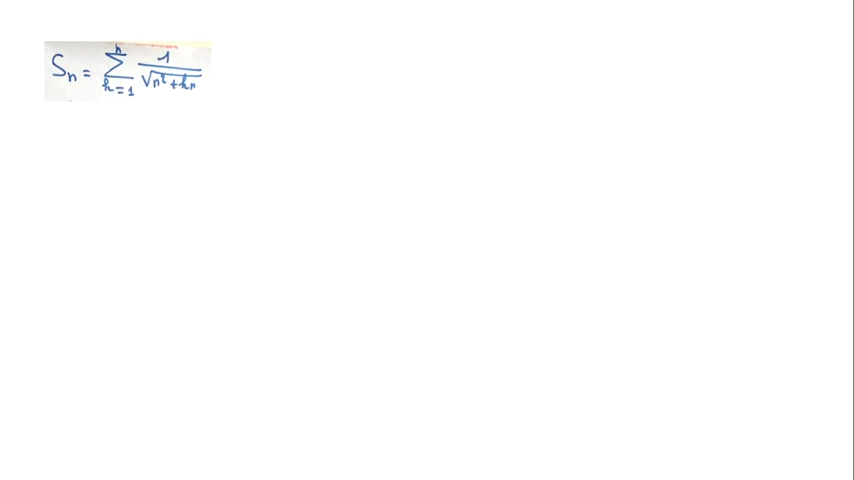 Sₙ = ∑ₖ₌₁ⁿ 1/√(n² + kn)